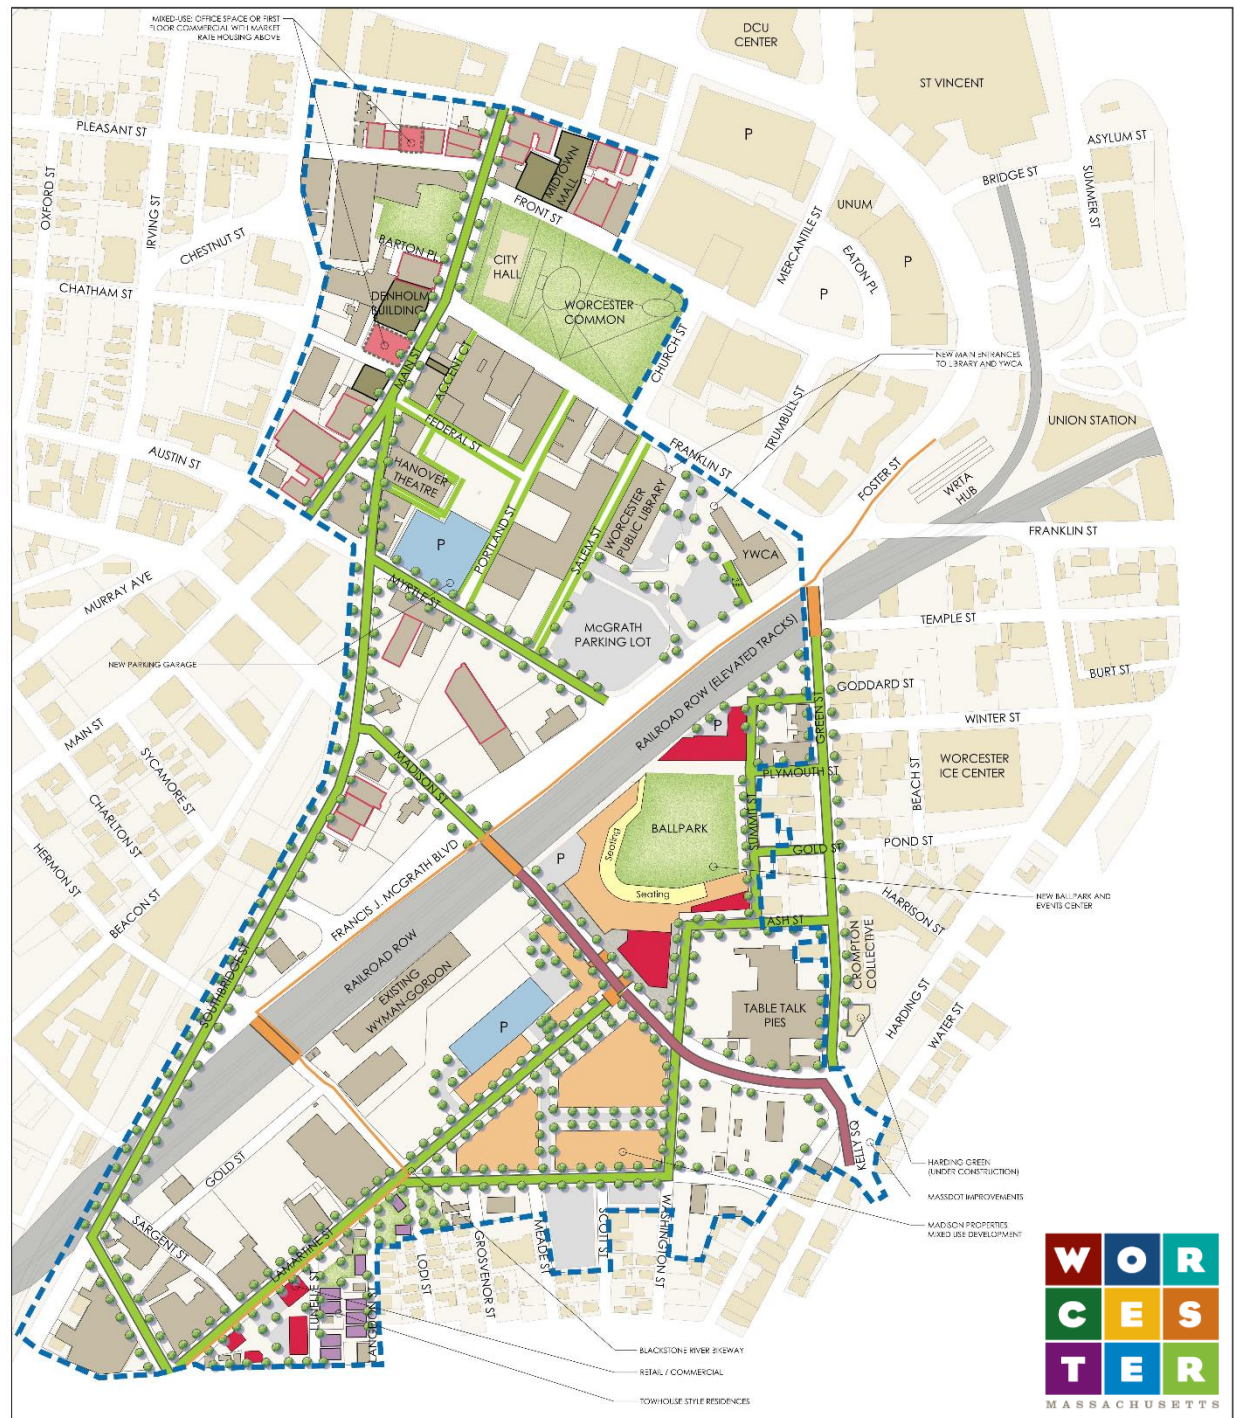 MIXED-USE: OFFICE SPACE OR FIRST
FLOOR COMMERCIAL WITH MARKET
RATE HOUSING ABOVE
DCU
CENTER
ST VINCENT
PLEASANT ST
P
ASYLUM ST
BRIDGE ST
SUMMER ST
OXFORD ST
IRVING ST
MIDTOWN
MALL
FRONT ST
MERCANTILE ST
UNUM
EATON PL
P
CHESTNUT ST
BARTON PL
CITY
HALL
CHATHAM ST
DENHOLM
BUILDING
WORCESTER
COMMON
P
CHURCH ST
MAIN ST
ACCENT CT
NEW MAIN ENTRANCES
TO LIBRARY AND YWCA
TRUMBULL ST
UNION STATION
FEDERAL ST
AUSTIN ST
FRANKLIN ST
HANOVER
THEATRE
FOSTER ST
WRTA
HUB
WORCESTER
PUBLIC LIBRARY
FRANKLIN ST
P
PORTLAND ST
SALEM ST
YWCA
MURRAY AVE
MYRTLE ST
McGRATH
PARKING LOT
TEMPLE ST
NEW PARKING GARAGE
RAILROAD ROW (ELEVATED TRACKS)
BURT ST
GODDARD ST
GREEN ST
MAIN ST
P
WINTER ST
SYCAMORE ST
MADISON ST
PLYMOUTH ST
BEACH ST
WORCESTER
ICE CENTER
CHARLTON ST
BALLPARK
Seating
SUMMIT ST
HERMON ST
FRANCIS J. MCGRATH BLVD
P
GOLD ST
POND ST
BEACON ST
Seating
NEW BALLPARK AND
EVENTS CENTER
HARRISON ST
ASH ST
RAILROAD ROW
CROMPTON
COLLECTIVE
SOUTHBRIDGE ST
EXISTING
WYMAN-GORDON
HARDING ST
WATER ST
TABLE TALK
PIES
P
KELLY SQ
GOLD ST
HARDING GREEN
(UNDER CONSTRUCTION)
MASSDOT IMPROVEMENTS
MADISON PROPERTIES
MIXED USE DEVELOPMENT
SARGENT ST
LAMARTINE ST
WASHINGTON ST
SCOTT ST
MEADE ST
GROSVENOR ST
LODI ST
LUNELLE ST
LANGDON ST
BLACKSTONE RIVER BIKEWAY
RETAIL / COMMERCIAL
TOWHOUSE STYLE RESIDENCES
WOR
CES
TER
MASSACHUSETTS